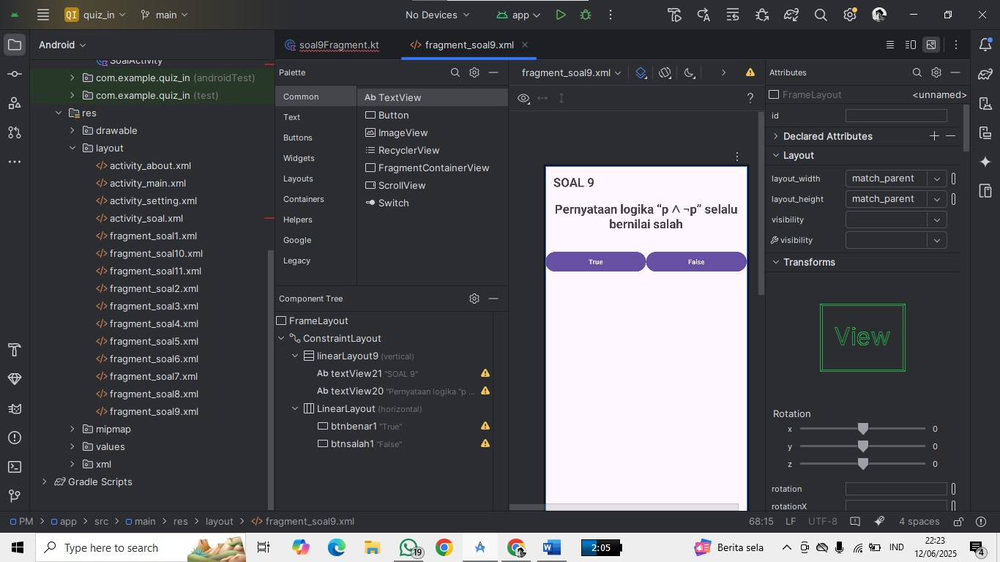 QI quiz_in main No Devices app
Android
soal9Fragment.kt fragment_soal9.xml
SoalActivity
com.example.quiz_in (androidTest)
com.example.quiz_in (test)
res
drawable
layout
activity_about.xml
activity_main.xml
activity_setting.xml
activity_soal.xml
fragment_soal1.xml
fragment_soal10.xml
fragment_soal11.xml
fragment_soal2.xml
fragment_soal3.xml
fragment_soal4.xml
fragment_soal5.xml
fragment_soal6.xml
fragment_soal7.xml
fragment_soal8.xml
fragment_soal9.xml
mipmap
values
xml
Gradle Scripts
Palette
Common
Text
Buttons
Widgets
Layouts
Containers
Helpers
Google
Legacy
Ab TextView
Button
ImageView
RecyclerView
FragmentContainerView
ScrollView
Switch
Component Tree
FrameLayout
ConstraintLayout
linearLayout9 (vertical)
Ab textView21 "SOAL 9"
Ab textView20 "Pernyataan logika "p ...
LinearLayout (horizontal)
btnbenar1 "True"
btnsalah1 "False"
fragment_soal9.xml
?
SOAL 9
Pernyataan logika “p ∧ ¬p” selalu
bernilai salah
True False
Attributes
FrameLayout <unnamed>
id
Declared Attributes
Layout
layout_width match_parent
layout_height match_parent
visibility
visibility
Transforms
View
Rotation
x 0
y 0
z 0
rotation
rotationX
PM > app > src > main > res > layout > fragment_soal9.xml 68:15 LF UTF-8 4 spaces
Type here to search 19 W 2:05 Berita sela IND 22:23
12/06/2025 4